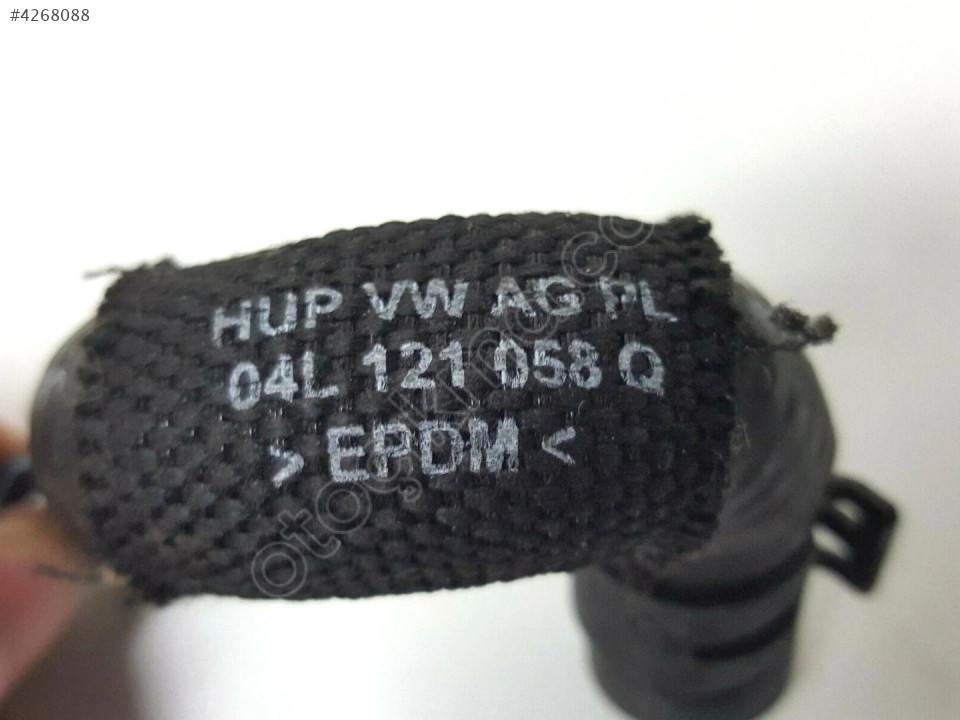 #4268088
HUP VW AG PL
04L 121 058 Q
> EPDM <